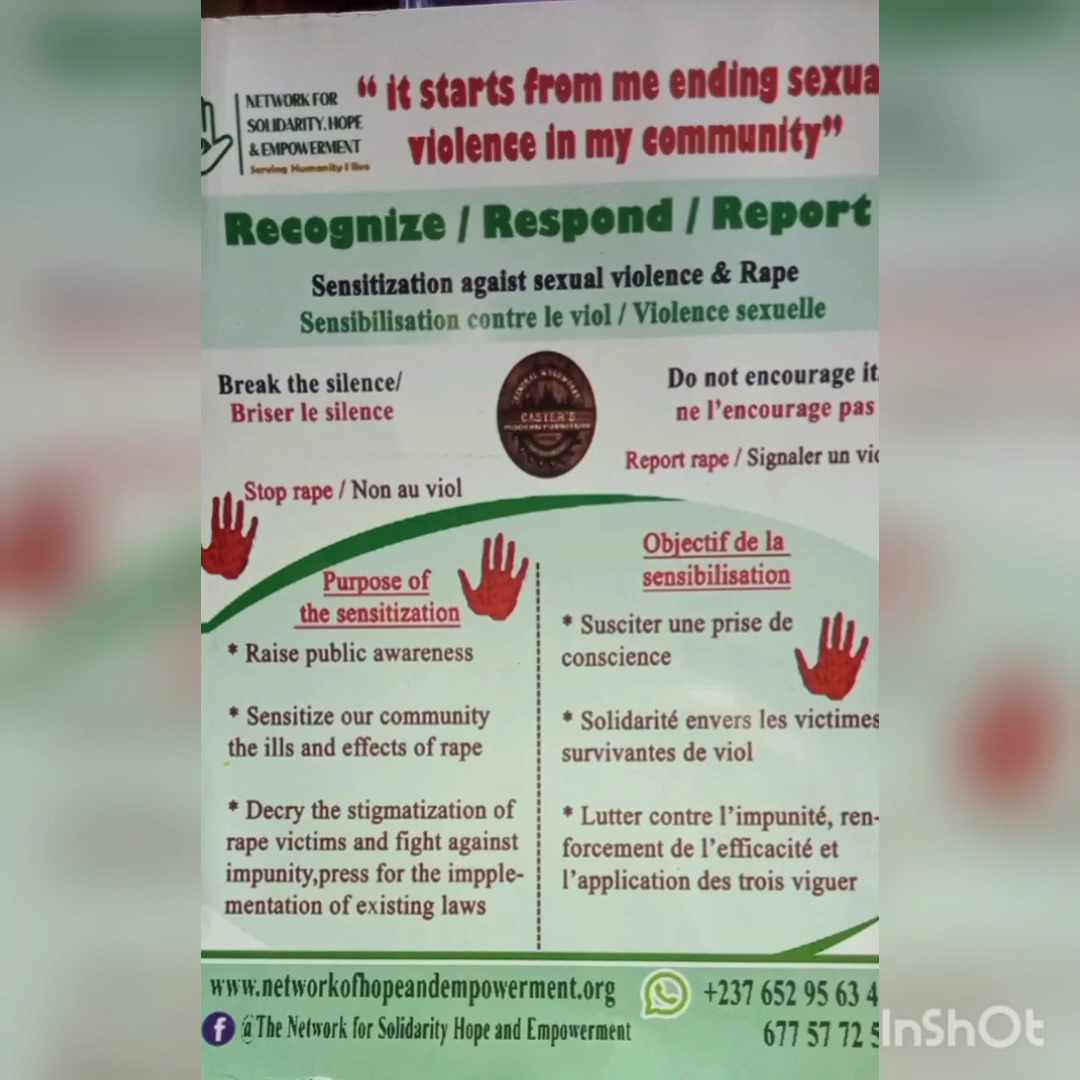 NETWORK FOR
SOLIDARITY, HOPE
& EMPOWERMENT
Serving Humanity I live
“ it starts from me ending sexua
violence in my community”
Recognize / Respond / Report
Sensitization agaist sexual violence & Rape
Sensibilisation contre le viol / Violence sexuelle
Break the silence/
Briser le silence
CASTER'S
MODERN FURNITURE
Do not encourage it
ne l’encourage pas
Report rape / Signaler un vio
Stop rape / Non au viol
Purpose of
the sensitization
* Raise public awareness
* Sensitize our community
the ills and effects of rape
* Decry the stigmatization of
rape victims and fight against
impunity,press for the impple-
mentation of existing laws
Objectif de la
sensibilisation
* Susciter une prise de
conscience
* Solidarité envers les victimes
survivantes de viol
* Lutter contre l’impunité, ren-
forcement de l’efficacité et
l’application des trois viguer
www.networkofhopeandempowerment.org
+237 652 95 63 4
@The Network for Solidarity Hope and Empowerment
677 57 72 5
InShOt